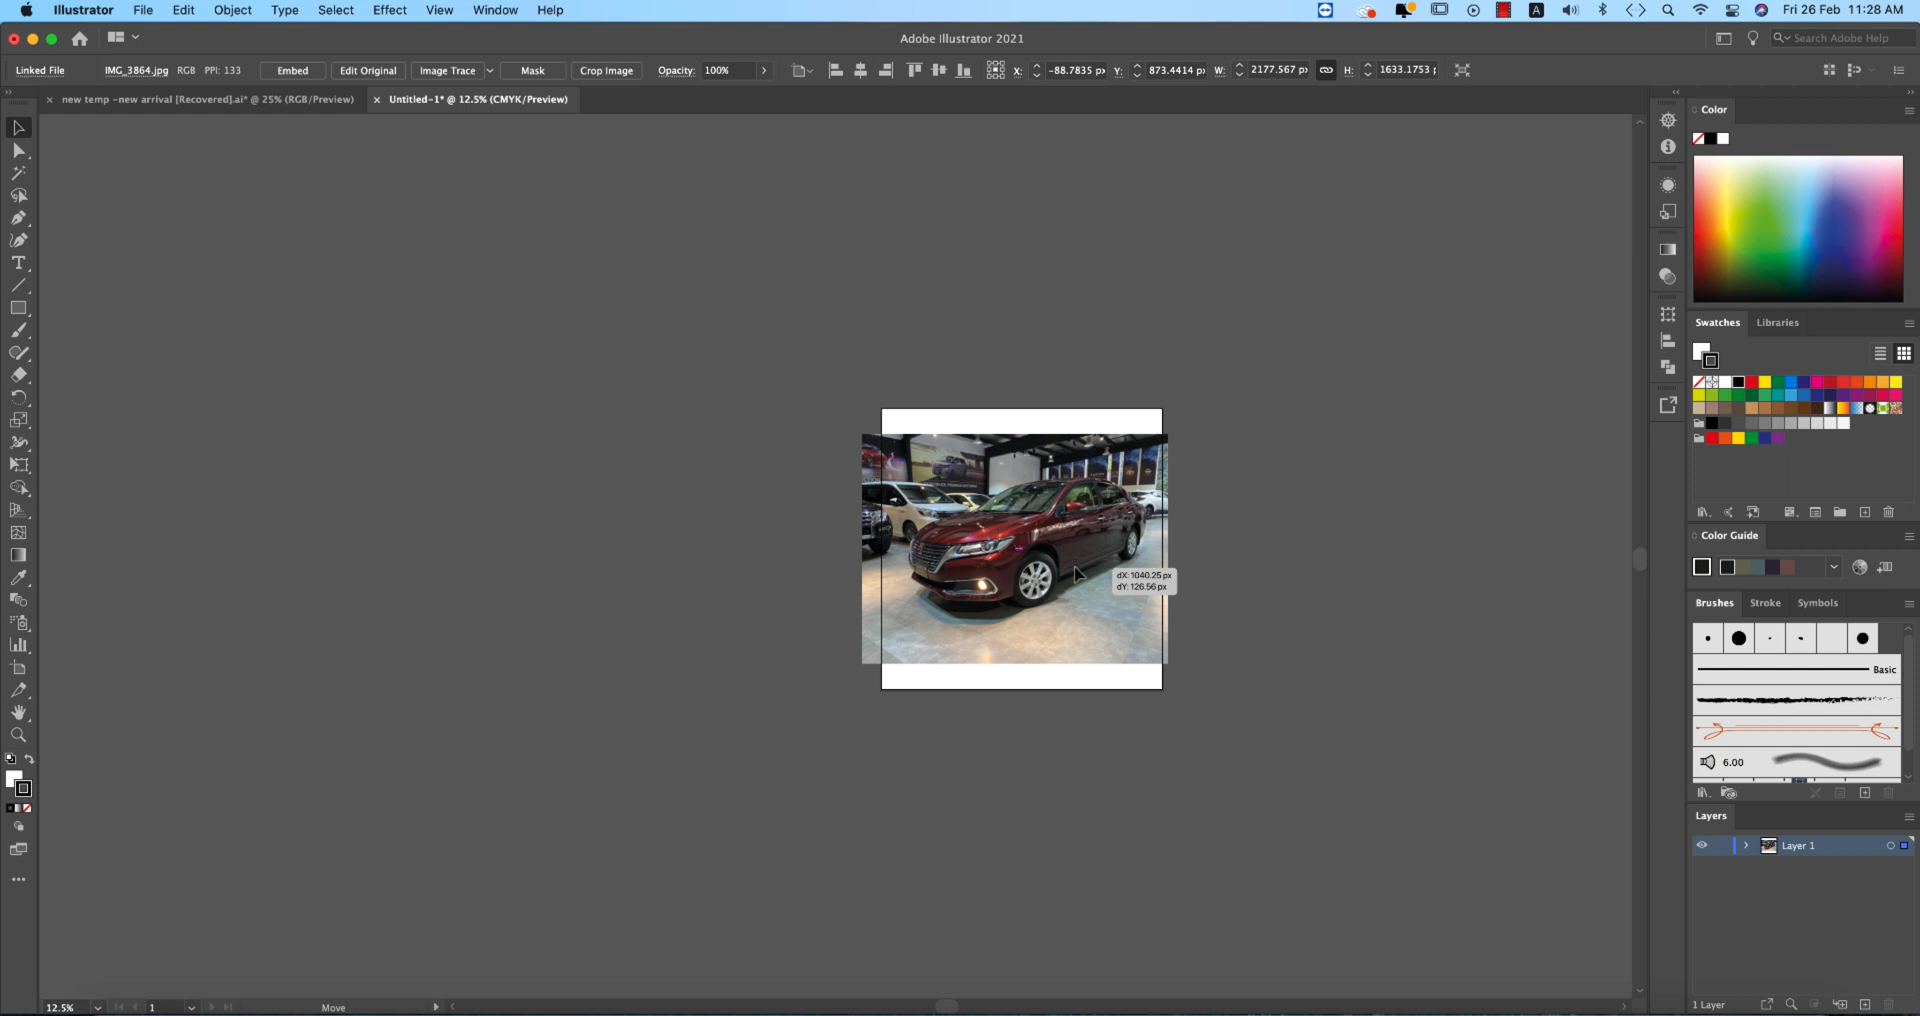 Illustrator File Edit Object Type Select Effect View Window Help
A Fri 26 Feb 11:28 AM
Adobe Illustrator 2021
Search Adobe Help
Linked File IMG_3864.jpg RGB PPI: 133 Embed Edit Original Image Trace Mask Crop Image Opacity: 100% X: -88.7835 px Y: 873.4414 px W: 2177.567 px H: 1633.1753 p
new temp -new arrival [Recovered].ai* @ 25% (RGB/Preview)
Untitled-1* @ 12.5% (CMYK/Preview)
Color
Swatches Libraries
Color Guide
dX: 1040.25 px
dY: 126.56 px
Brushes Stroke Symbols
Basic
6.00
Layers
Layer 1
1 Layer
12.5% 1 Move